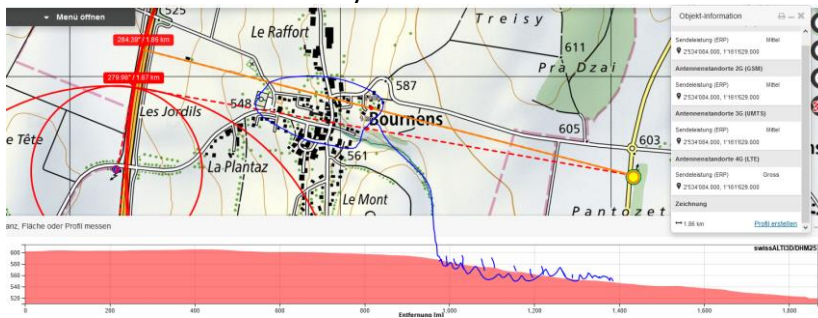 Menü öffnen
525
Le Raffort
Treisy
611
Pra Dzai
284.39° / 1.86 km
279.90° / 1.87 km
587
548
Les Jordils
Bournens
605
603
e Tête
La Plantaz
561
Le Mont
Pantozet
Objekt-Information
Sendeleistung (ERP) Mittel
2'534'084.000, 1'161'529.000
Antennenstandorte 2G (GSM)
Sendeleistung (ERP) Mittel
2'534'084.000, 1'161'529.000
Antennenstandorte 3G (UMTS)
Sendeleistung (ERP) Mittel
2'534'084.000, 1'161'529.000
Antennenstandorte 4G (LTE)
Sendeleistung (ERP) Gross
2'534'084.000, 1'161'529.000
Zeichnung
1.86 km Profil erstellen
anz, Fläche oder Profil messen
swissALTI3D/DHM25
600
580
560
540
520
0 200 400 600 800 1,000 1,200 1,400 1,600 1,800
Entfernung [m]